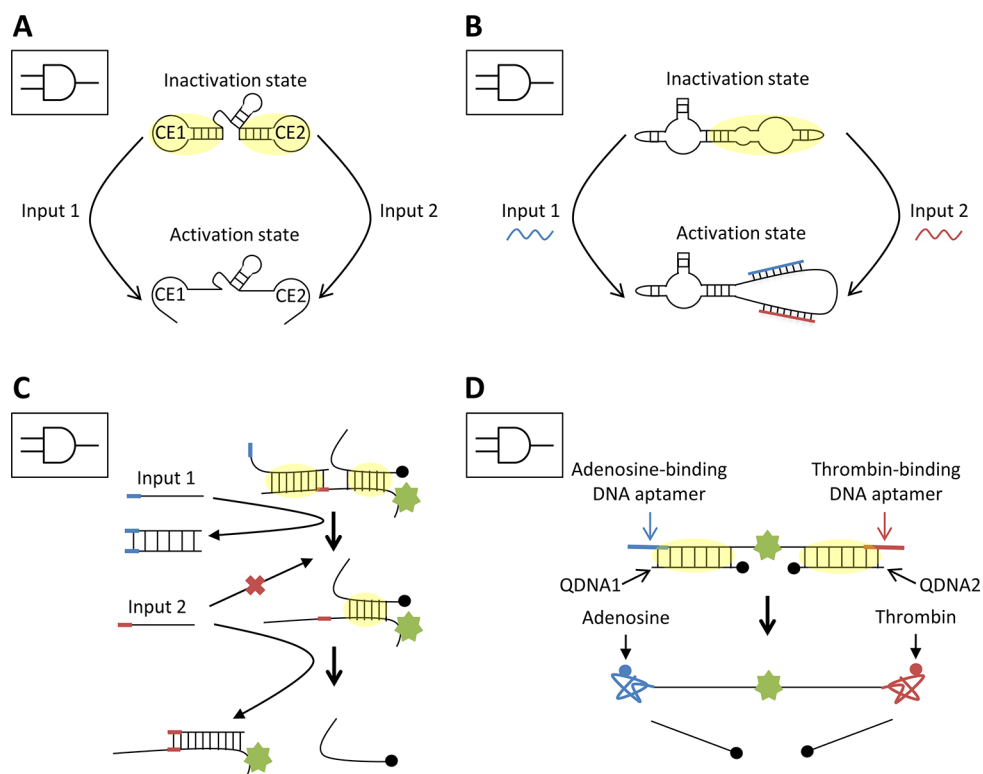 A
Inactivation state
CE1
CE2
Input 1
Input 2
Activation state
CE1
CE2
B
Inactivation state
Input 1
Input 2
Activation state
C
Input 1
Input 2
D
Adenosine-binding
DNA aptamer
Thrombin-binding
DNA aptamer
QDNA1
QDNA2
Adenosine
Thrombin